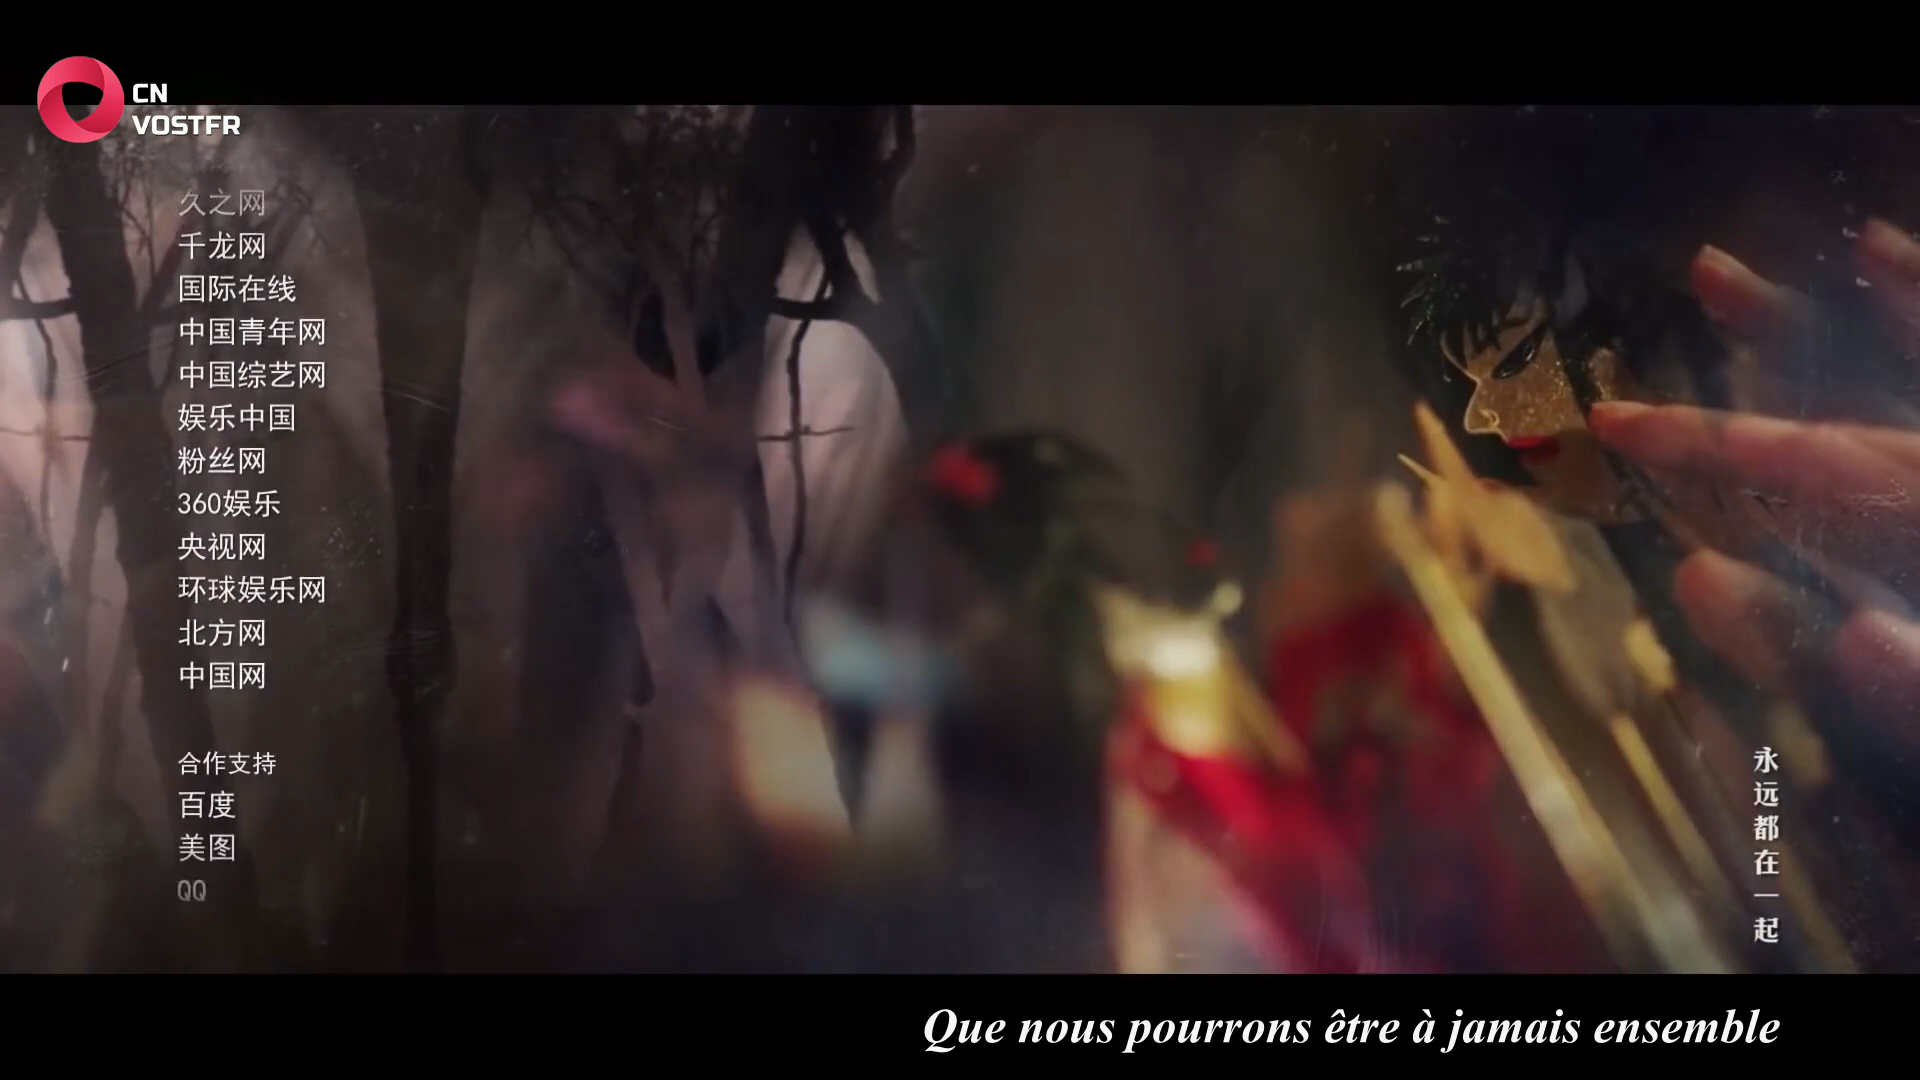 CN
VOSTFR
久之网
千龙网
国际在线
中国青年网
中国综艺网
娱乐中国
粉丝网
360娱乐
央视网
环球娱乐网
北方网
中国网
合作支持
百度
美图
QQ
永远都在一起
Que nous pourrons être à jamais ensemble